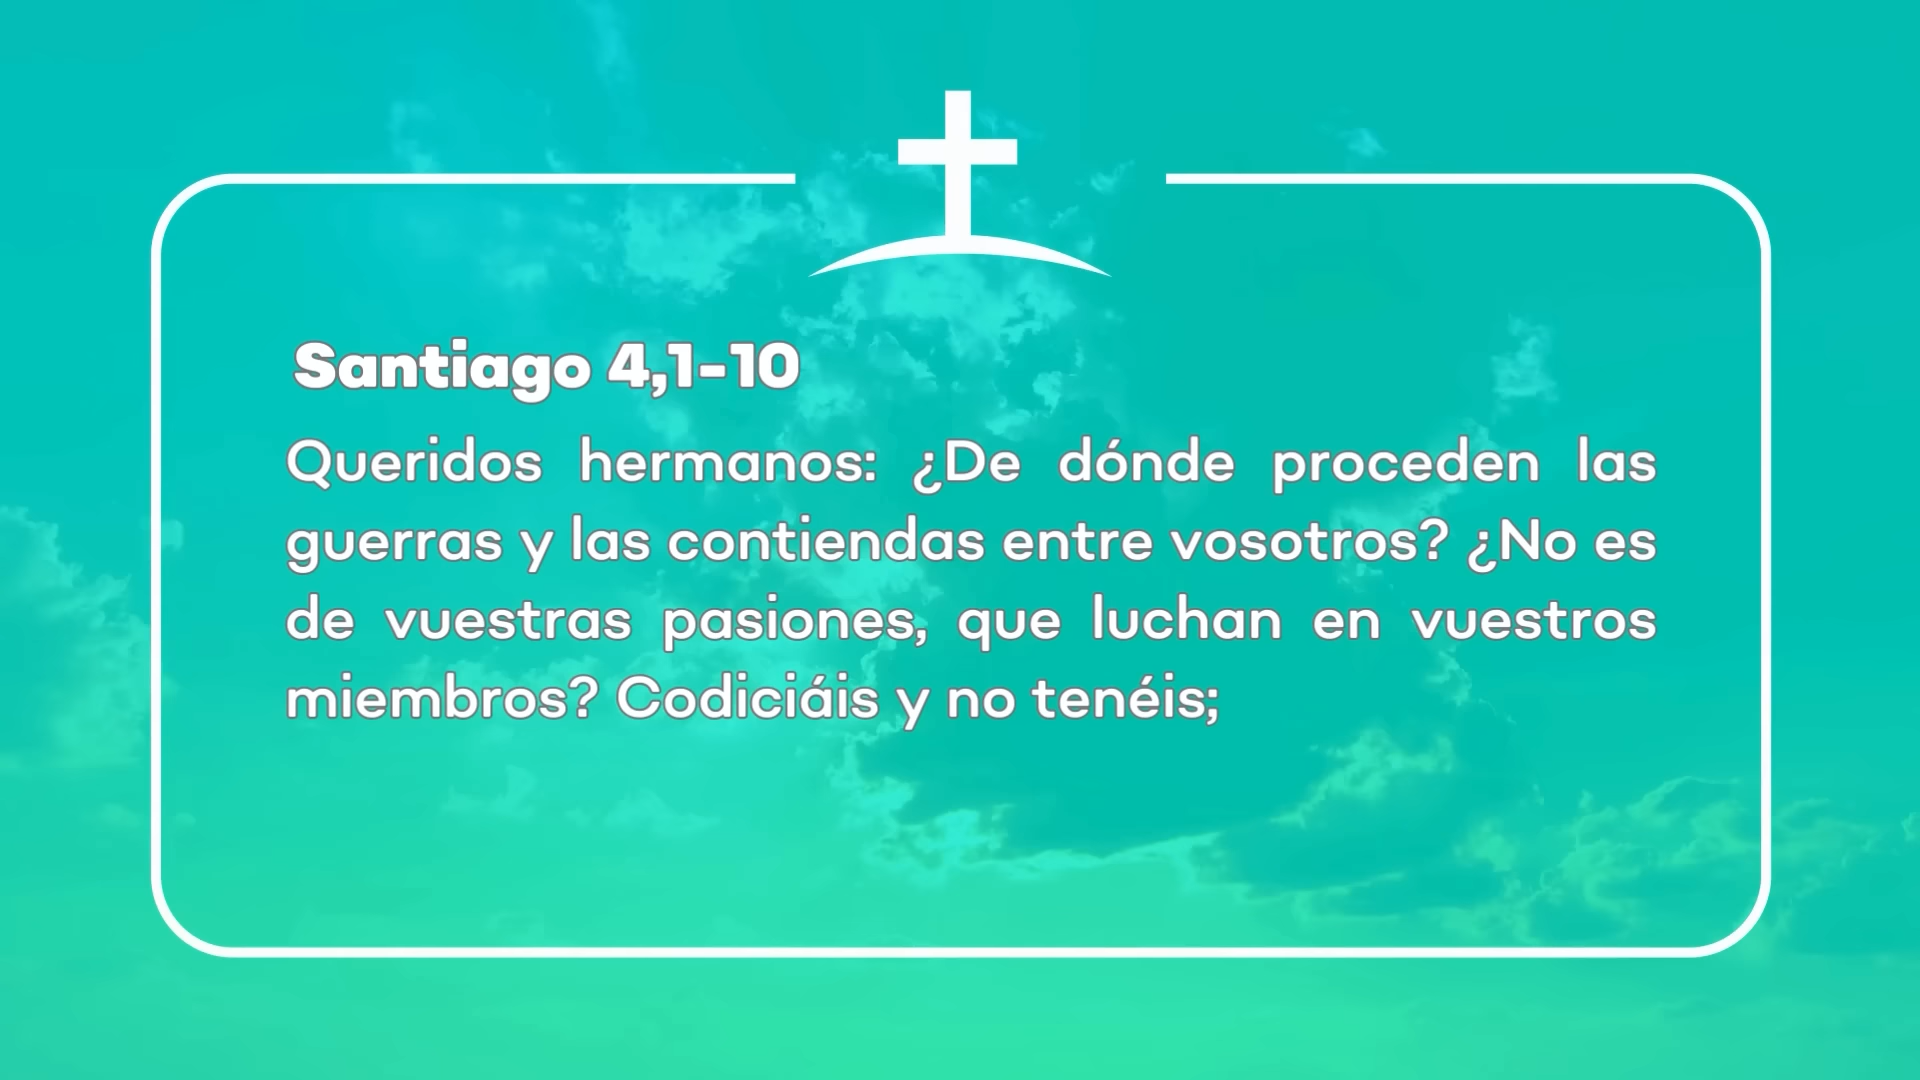 Santiago 4,1-10
Queridos hermanos: ¿De dónde proceden las
guerras y las contiendas entre vosotros? ¿No es
de vuestras pasiones, que luchan en vuestros
miembros? Codiciáis y no tenéis;